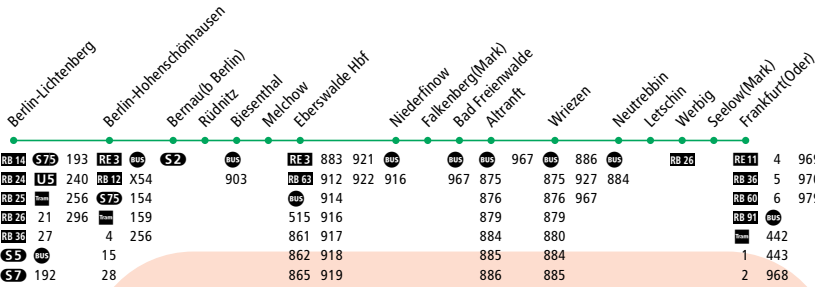 Berlin-Lichtenberg
Berlin-Hohenschönhausen
Bernau(b Berlin)
Rüdnitz
Biesenthal
Melchow
Eberswalde Hbf
Niederfinow
Falkenberg(Mark)
Bad Freienwalde
Altranft
Wriezen
Neutrebbin
Letschin
Werbig
Seelow(Mark)
Frankfurt(Oder)
RB 14 S75 193 RE 3 BUS S 2 BUS RE 3 883 921 BUS BUS BUS 967 BUS 886 BUS RB 26 RE 11 4
RB 24 U5 240 RB 12 X54 903 RB 63 912 922 916 967 875 875 927 884 RB 36 5
RB 25 Tram 256 S75 154 BUS 914 876 876 967 RB 60 6
RB 26 21 296 Tram 159 515 916 879 879 RB 91 BUS
RB 36 27 4 256 861 917 884 880 Tram 442
S 5 BUS 15 862 918 885 884 1 443
S 7 192 28 865 919 886 885 2 968